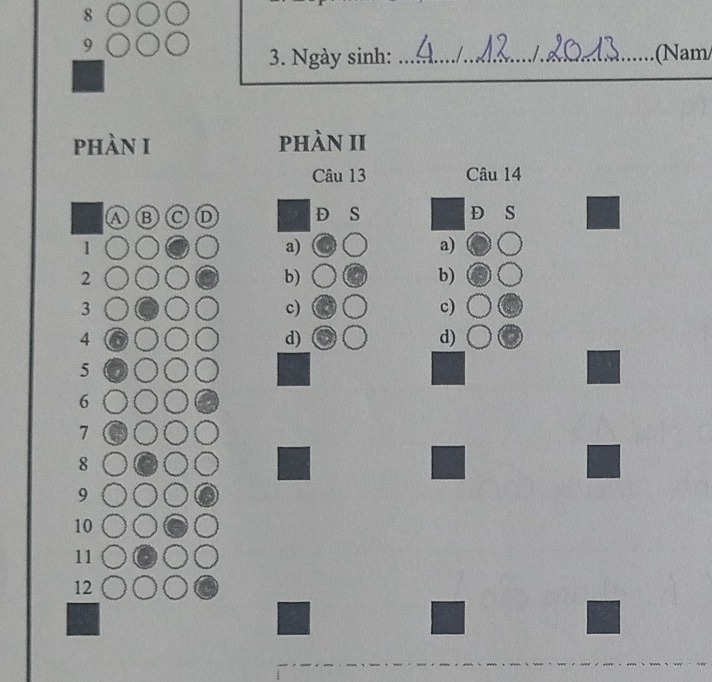 8
9
3. Ngày sinh: ...4.../...12.../...2013......(Nam/
PHẦN I
PHẦN II
Câu 13
Câu 14
A B C D
Đ S
Đ S
1
a)
a)
2
b)
b)
3
c)
c)
4
d)
d)
5
6
7
8
9
10
11
12